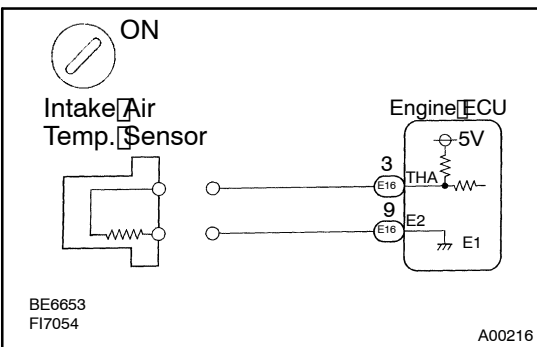 ON
Intake Air
Temp. Sensor
Engine ECU
5V
3
E16
THA
9
E16
E2
E1
BE6653
FI7054
A00216